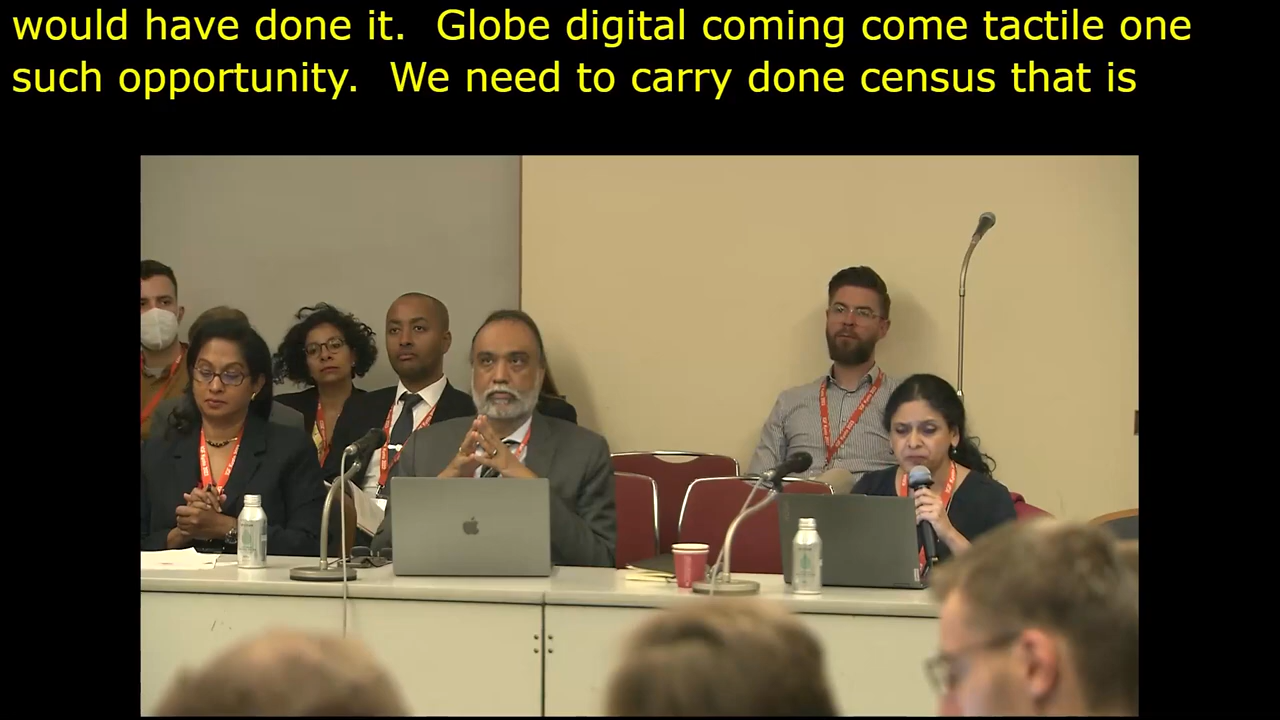 would have done it.  Globe digital coming come tactile one
such opportunity.  We need to carry done census that is